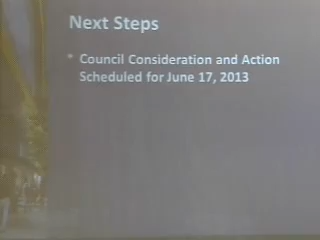 Next Steps
* Council Consideration and Action
Scheduled for June 17, 2013